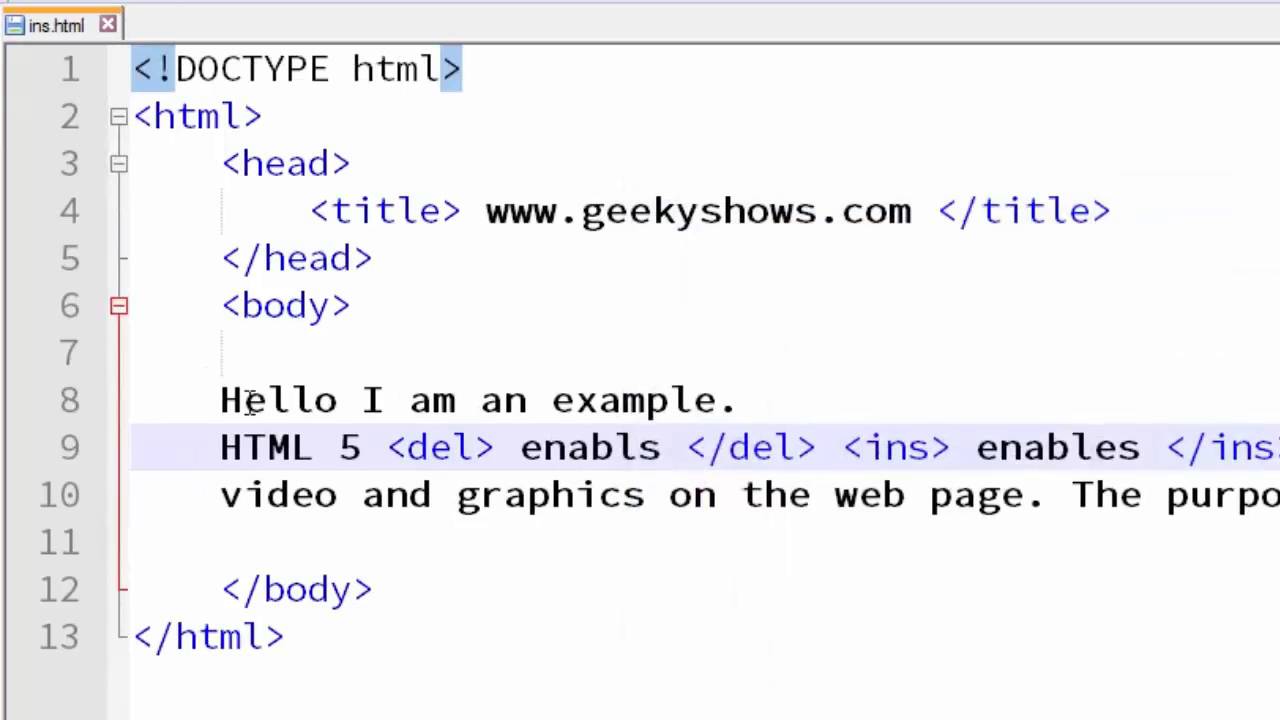 ins.html
1 <!DOCTYPE html>
2 <html>
3 <head>
4 <title> www.geekyshows.com </title>
5 </head>
6 <body>
7
8 Hello I am an example.
9 HTML 5 <del> enabls </del> <ins> enables </ins
10 video and graphics on the web page. The purpo
11
12 </body>
13 </html>